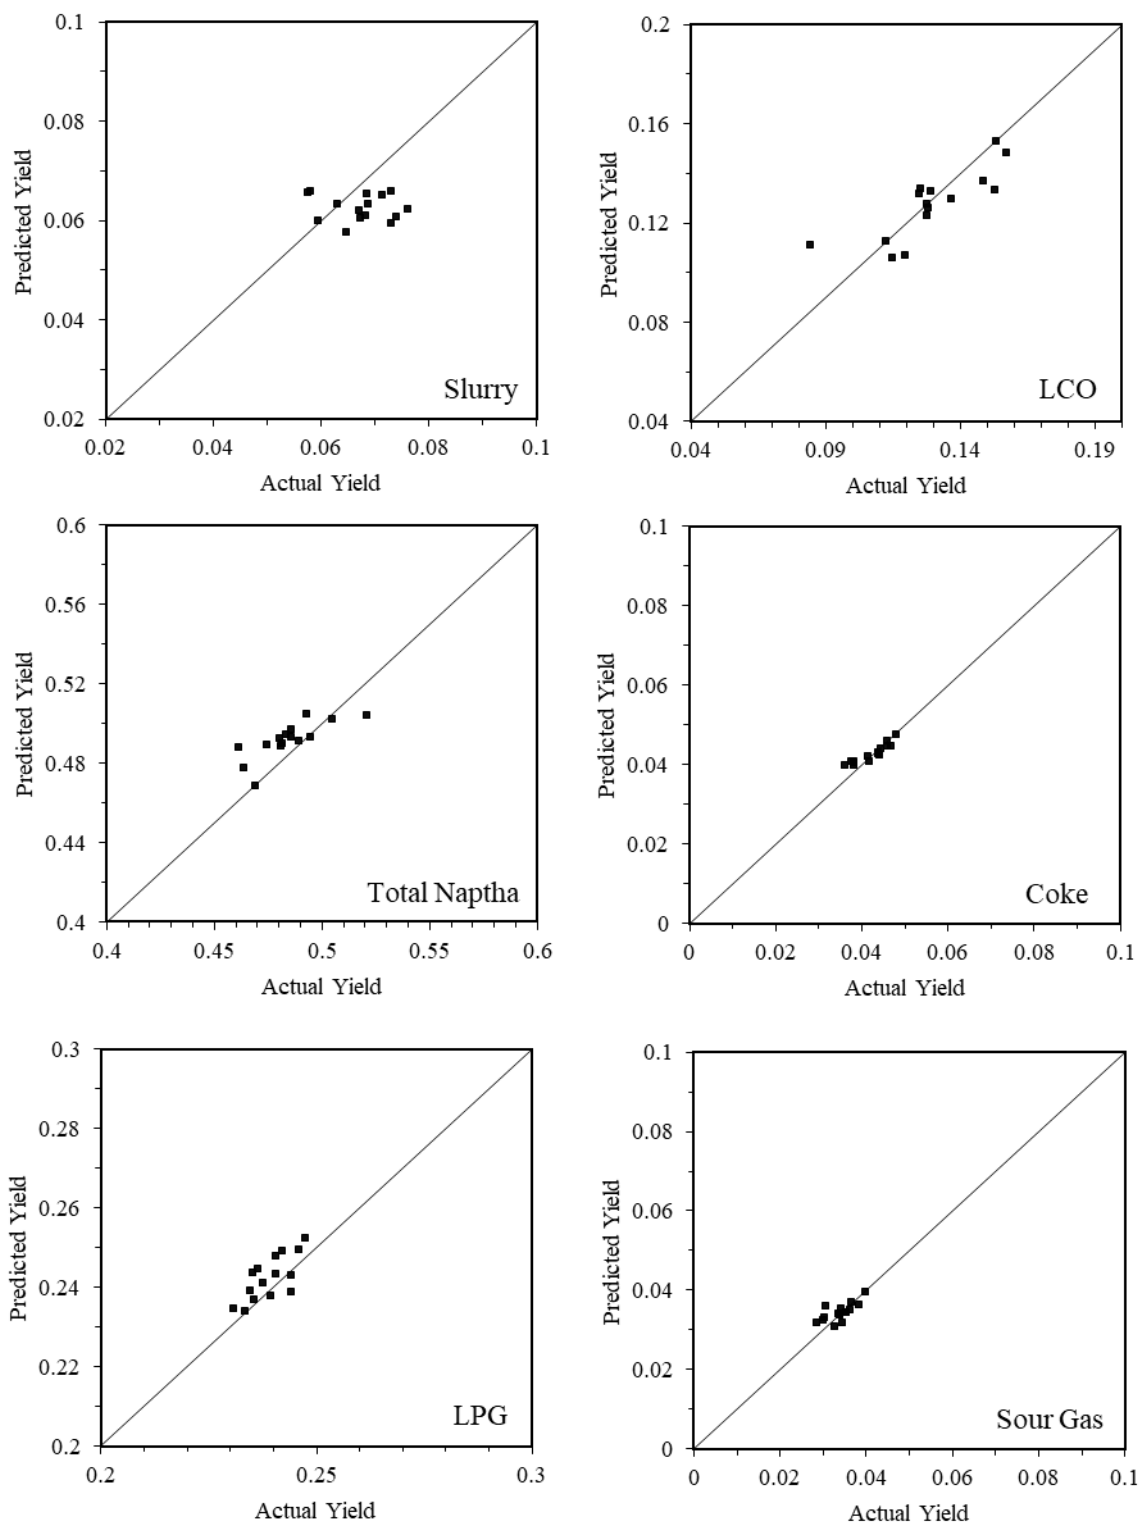 0.1
0.08
0.06
0.04
0.02
0.02 0.04 0.06 0.08 0.1
Predicted Yield
Actual Yield
Slurry
0.2
0.16
0.12
0.08
0.04
0.04 0.09 0.14 0.19
Predicted Yield
Actual Yield
LCO
0.6
0.56
0.52
0.48
0.44
0.4
0.4 0.45 0.5 0.55 0.6
Predicted Yield
Actual Yield
Total Naptha
0.1
0.08
0.06
0.04
0.02
0
0 0.02 0.04 0.06 0.08 0.1
Predicted Yield
Actual Yield
Coke
0.3
0.28
0.26
0.24
0.22
0.2
0.2 0.25 0.3
Predicted Yield
Actual Yield
LPG
0.1
0.08
0.06
0.04
0.02
0
0 0.02 0.04 0.06 0.08 0.1
Predicted Yield
Actual Yield
Sour Gas